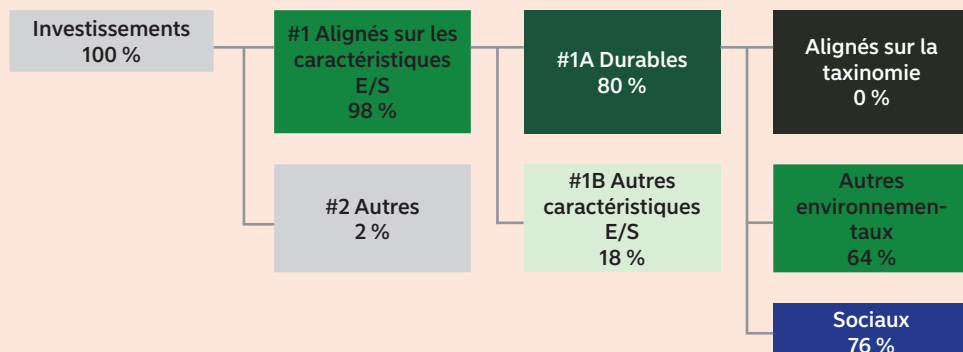 Investissements
100 %
#1 Alignés sur les
caractéristiques
E/S
98 %
#1A Durables
80 %
Alignés sur la
taxinomie
0 %
#2 Autres
2 %
#1B Autres
caractéristiques
E/S
18 %
Autres
environnemen-
taux
64 %
Sociaux
76 %